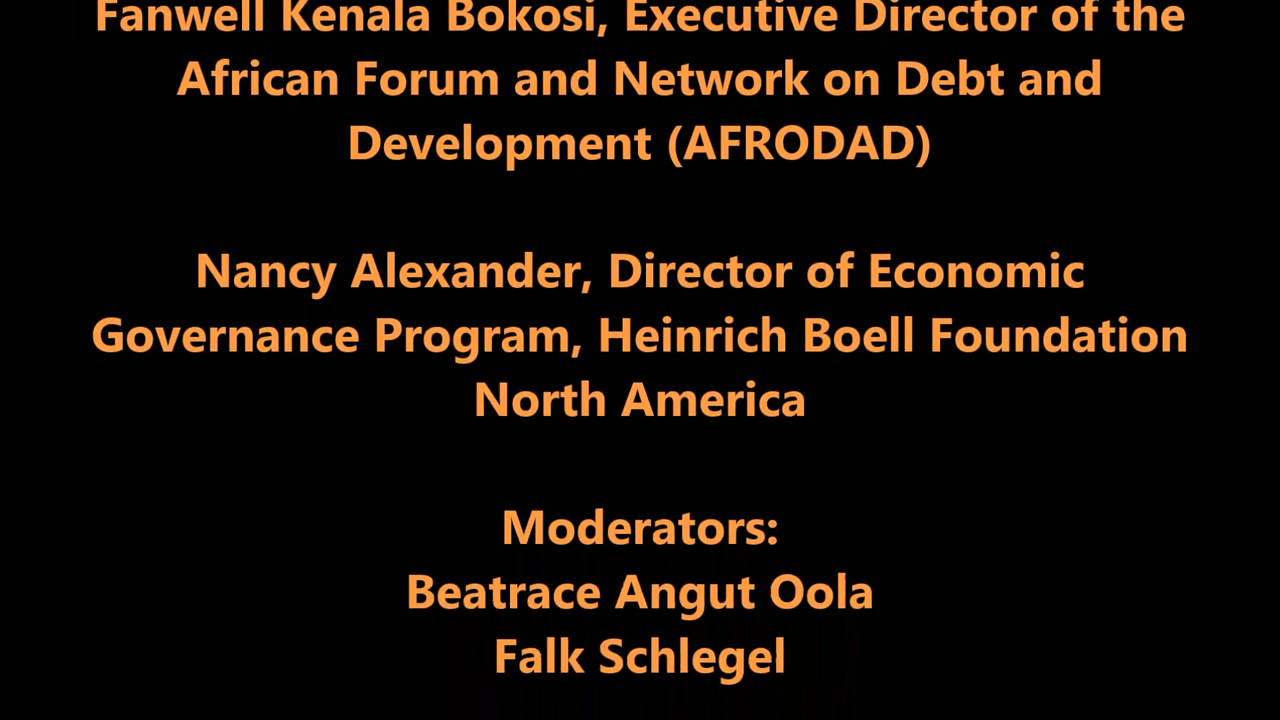 Fanwell Kenala Bokosi, Executive Director of the
African Forum and Network on Debt and
Development (AFRODAD)
Nancy Alexander, Director of Economic
Governance Program, Heinrich Boell Foundation
North America
Moderators:
Beatrace Angut Oola
Falk Schlegel